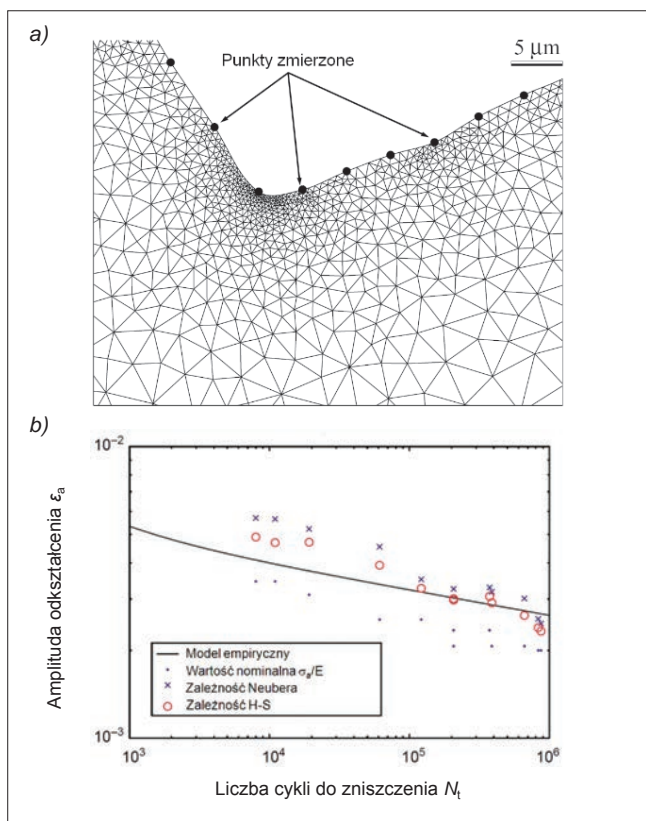 a)
Punkty zmierzone
5 µm
b)
10⁻²
Amplituda odkształcenia εₐ
Model empiryczny
Wartość nominalna σₐ/E
Zależność Neubera
Zależność H-S
10⁻³
10³
10⁴
10⁵
10⁶
Liczba cykli do zniszczenia Nₜ